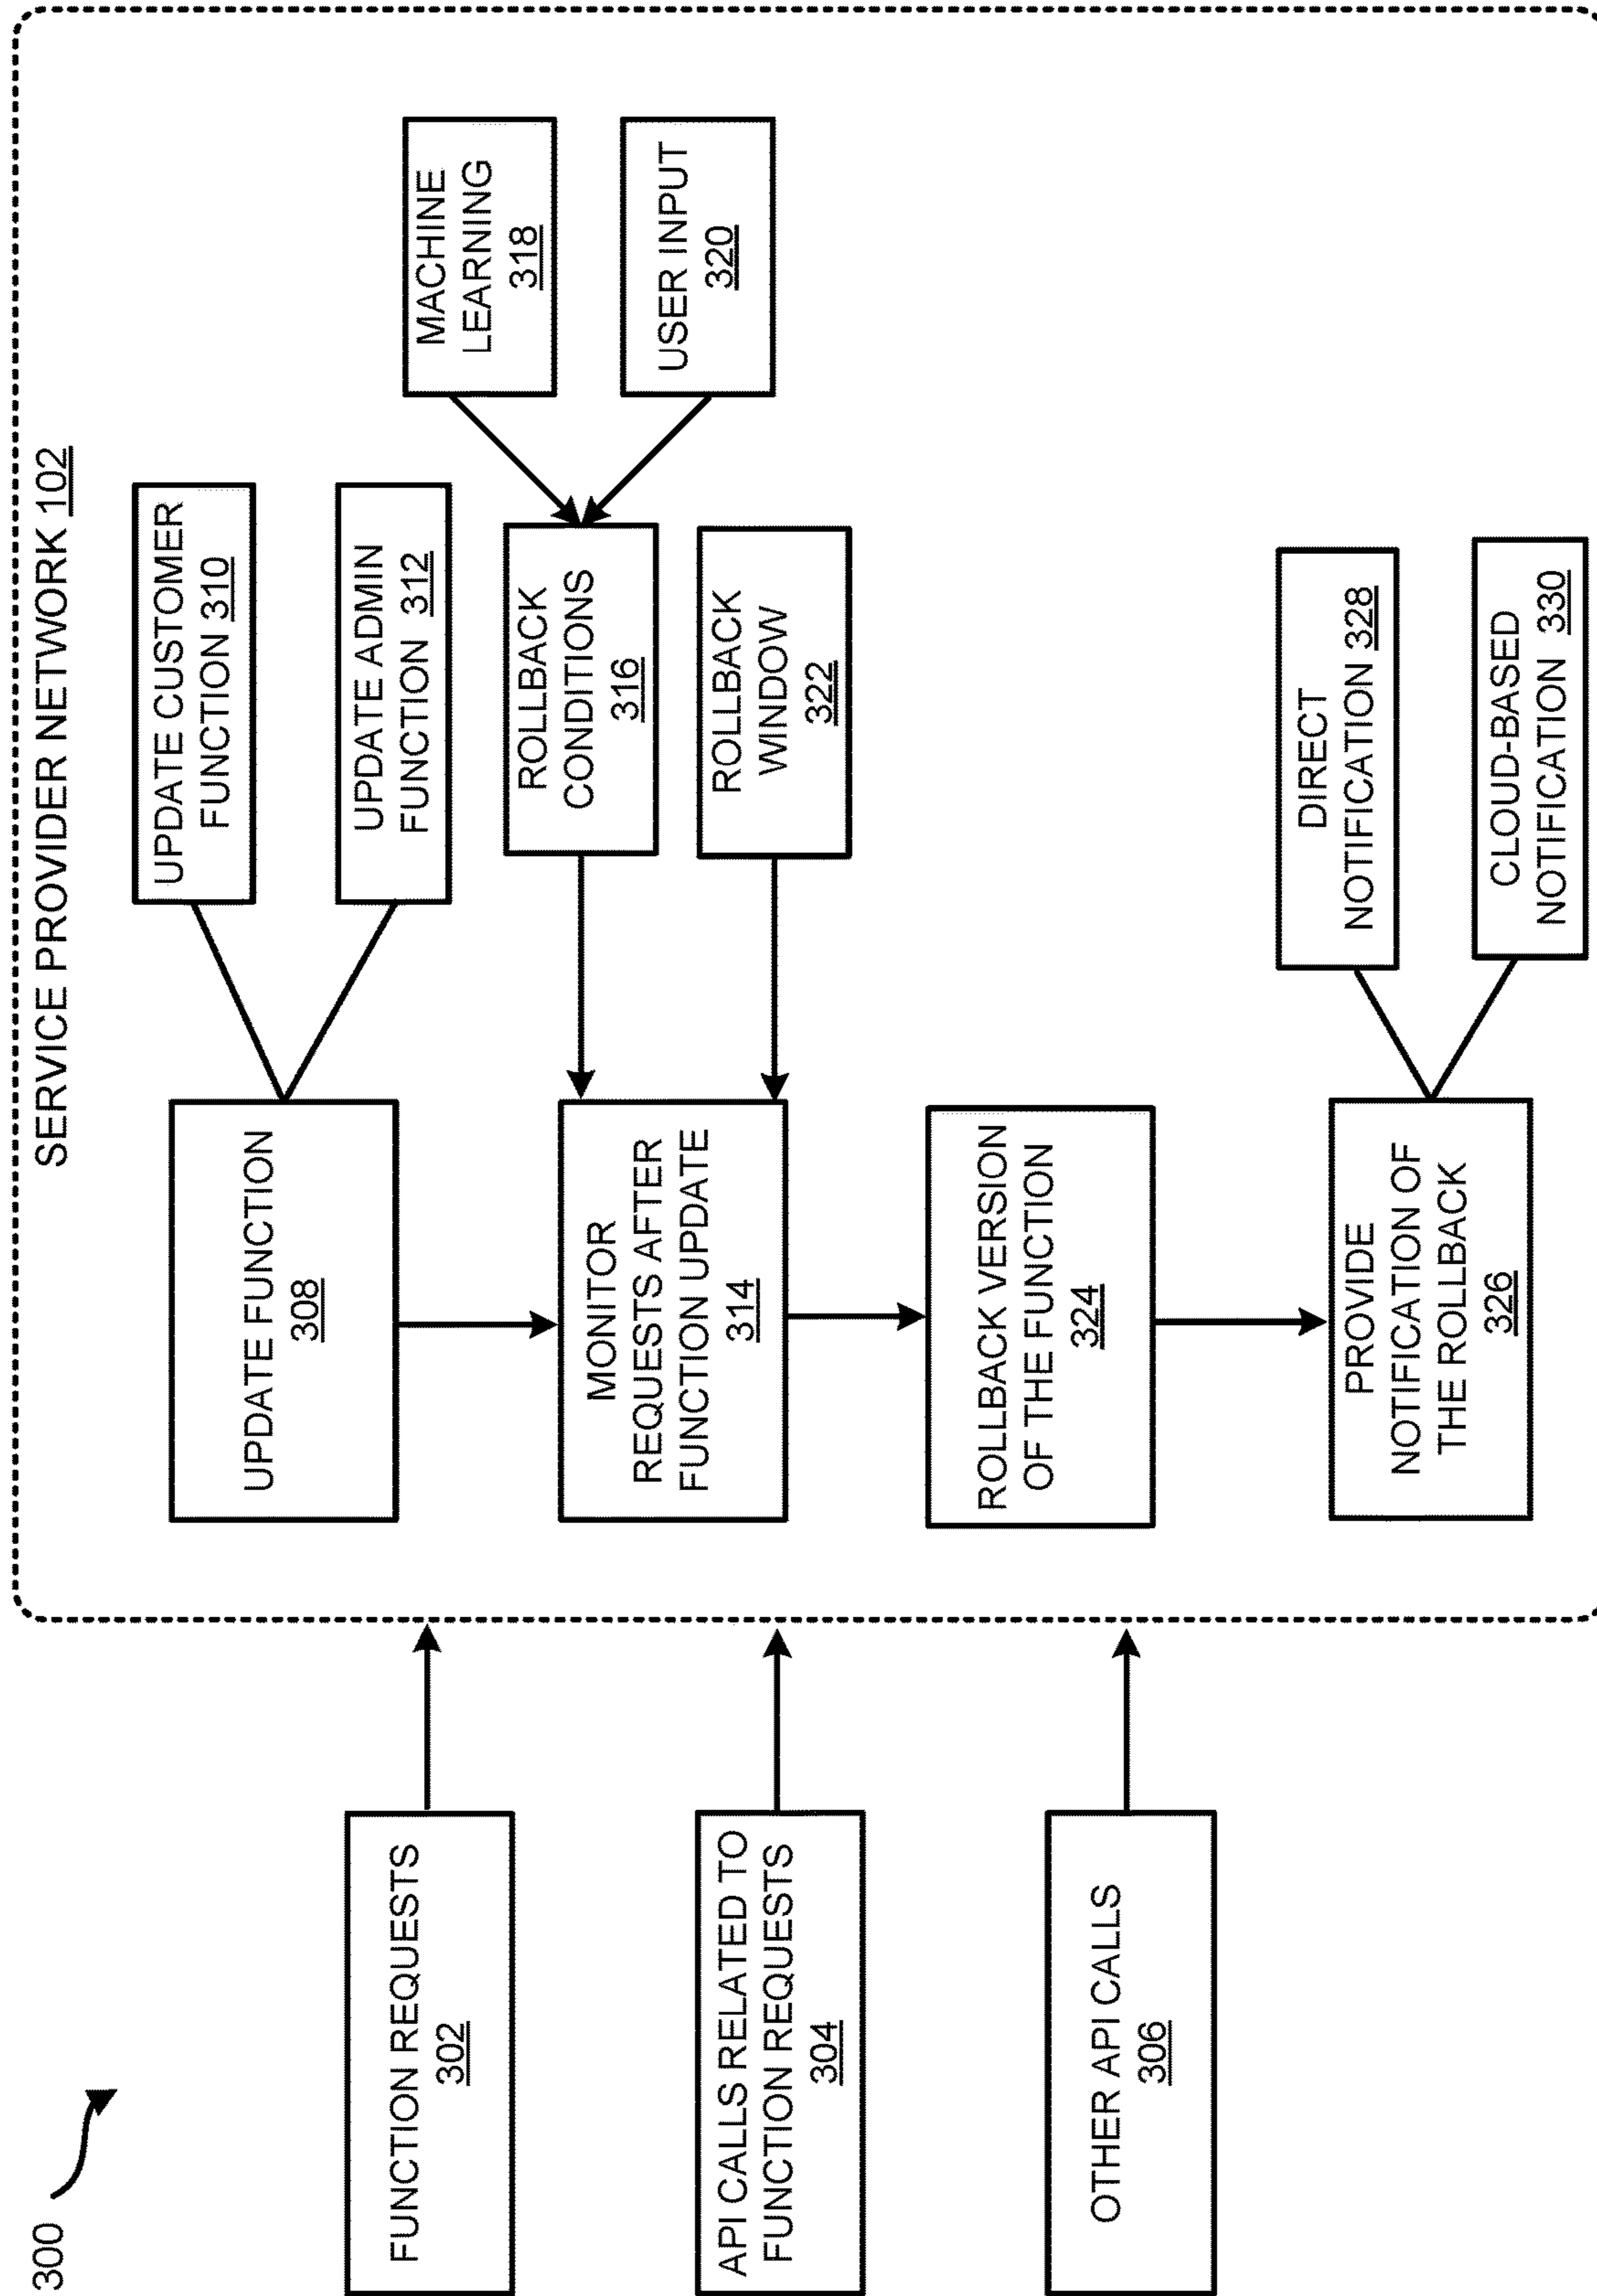 300
SERVICE PROVIDER NETWORK 102
FUNCTION REQUESTS
302
API CALLS RELATED TO
FUNCTION REQUESTS
304
OTHER API CALLS
306
UPDATE FUNCTION
308
UPDATE CUSTOMER
FUNCTION 310
UPDATE ADMIN
FUNCTION 312
MONITOR
REQUESTS AFTER
FUNCTION UPDATE
314
ROLLBACK
CONDITIONS
316
MACHINE
LEARNING
318
USER INPUT
320
ROLLBACK
WINDOW
322
ROLLBACK VERSION
OF THE FUNCTION
324
PROVIDE
NOTIFICATION OF
THE ROLLBACK
326
DIRECT
NOTIFICATION 328
CLOUD-BASED
NOTIFICATION 330